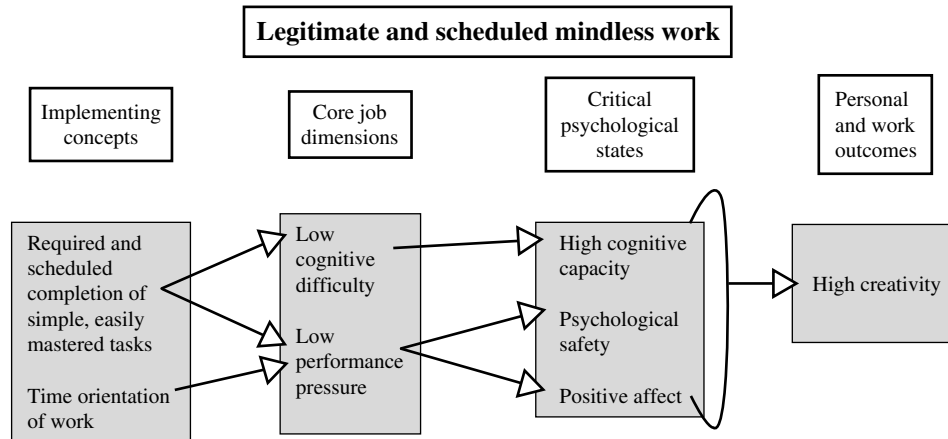 Legitimate and scheduled mindless work
Implementing
concepts
Core job
dimensions
Critical
psychological
states
Personal
and work
outcomes
Required and
scheduled
completion of
simple, easily
mastered tasks
Time orientation
of work
Low
cognitive
difficulty
Low
performance
pressure
High cognitive
capacity
Psychological
safety
Positive affect
High creativity